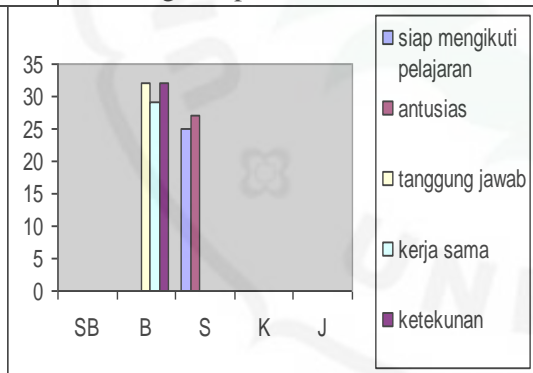 35
30
25
20
15
10
5
0
SB B S K J
siap mengikuti
pelajaran
antusias
tanggung jawab
kerja sama
ketekunan